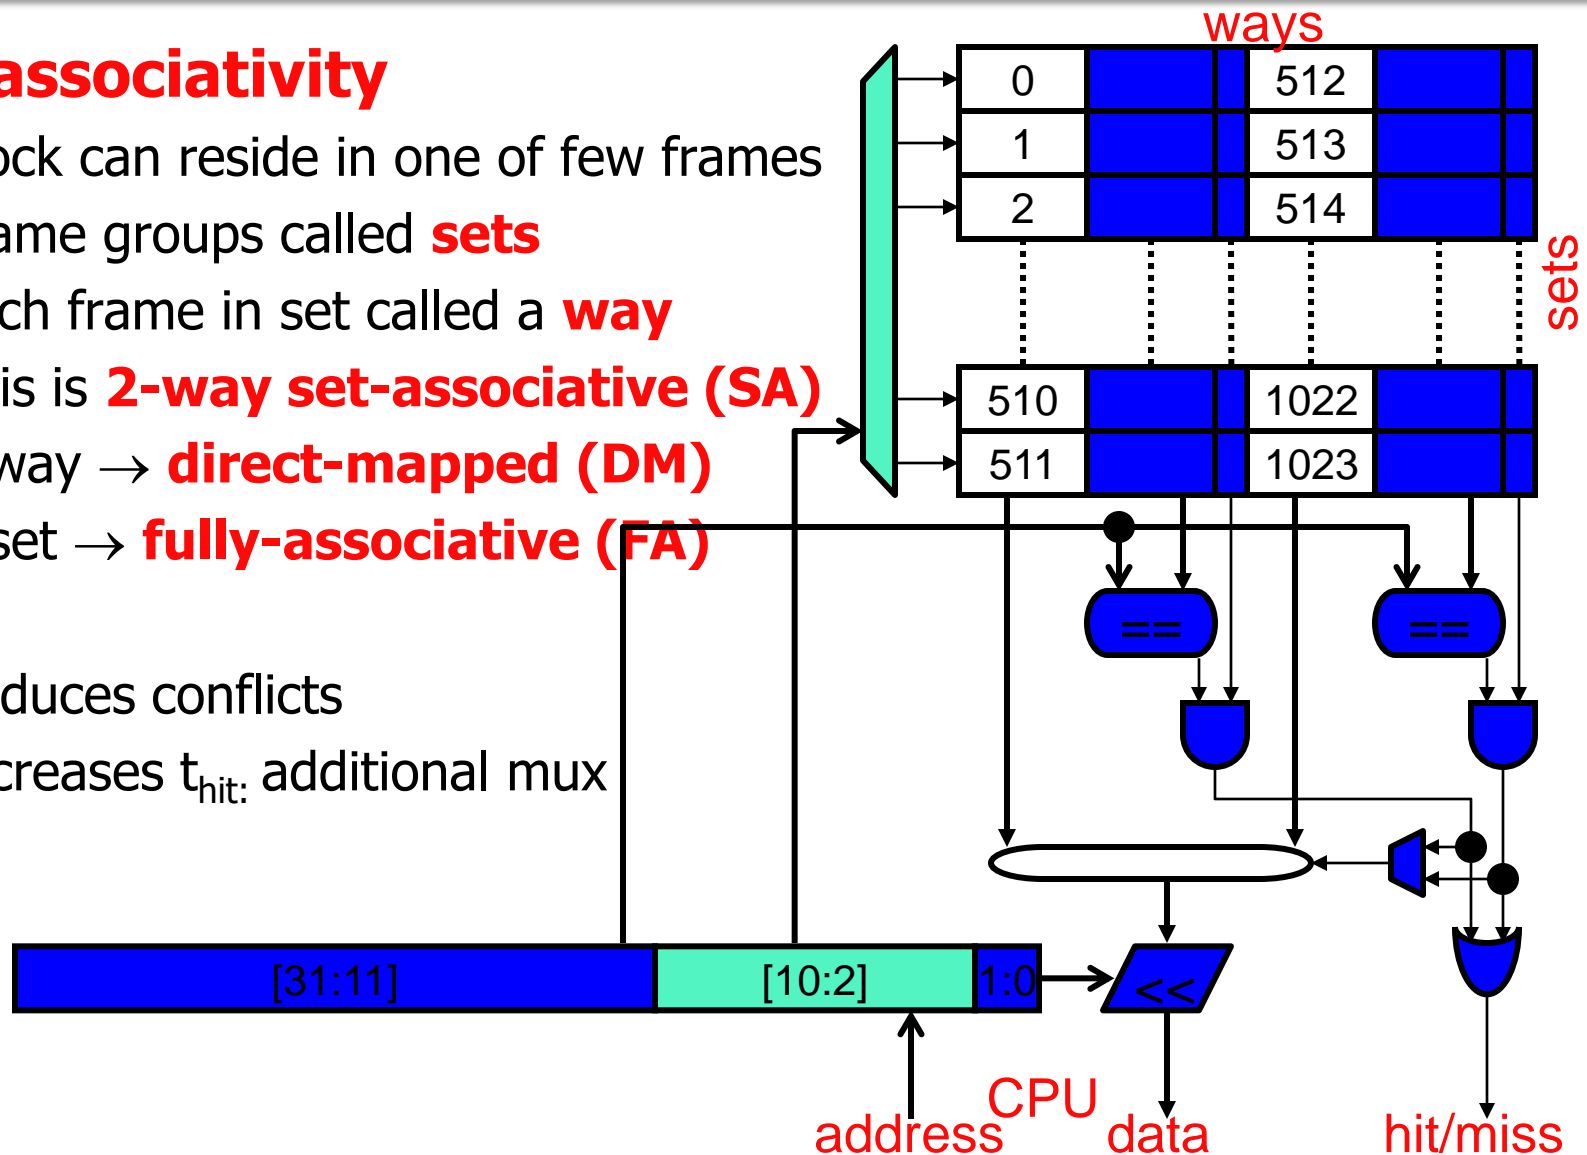 associativity
ock can reside in one of few frames
ame groups called sets
ch frame in set called a way
is is 2-way set-associative (SA)
way → direct-mapped (DM)
set → fully-associative (FA)
duces conflicts
creases thit: additional mux
ways
0 512
1 513
2 514
sets
510 1022
511 1023
== ==
[31:11] [10:2] 1:0 <<
CPU
address data hit/miss